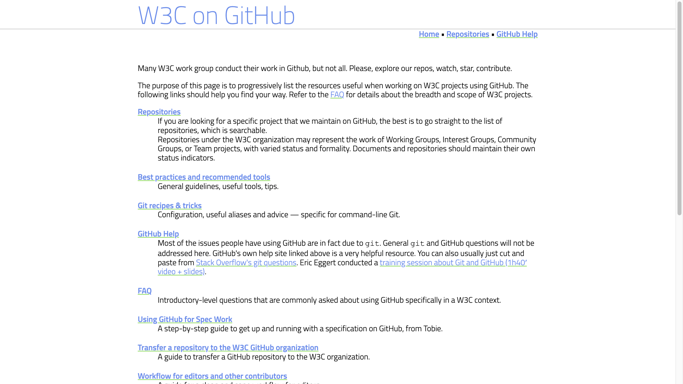 W3C on GitHub
Home • Repositories • GitHub Help
Many W3C work group conduct their work in Github, but not all. Please, explore our repos, watch, star, contribute.
The purpose of this page is to progressively list the resources useful when working on W3C projects using GitHub. The
following links should help you find your way. Refer to the FAQ for details about the breadth and scope of W3C projects.
Repositories
If you are looking for a specific project that we maintain on GitHub, the best is to go straight to the list of
repositories, which is searchable.
Repositories under the W3C organization may represent the work of Working Groups, Interest Groups, Community
Groups, or Team projects, with varied status and formality. Documents and repositories should maintain their own
status indicators.
Best practices and recommended tools
General guidelines, useful tools, tips.
Git recipes & tricks
Configuration, useful aliases and advice — specific for command-line Git.
GitHub Help
Most of the issues people have using GitHub are in fact due to git. General git and GitHub questions will not be
addressed here. GitHub's own help site linked above is a very helpful resource. You can also usually just cut and
paste from Stack Overflow's git questions. Eric Eggert conducted a training session about Git and GitHub (1h40'
video + slides).
FAQ
Introductory-level questions that are commonly asked about using GitHub specifically in a W3C context.
Using GitHub for Spec Work
A step-by-step guide to get up and running with a specification on GitHub, from Tobie.
Transfer a repository to the W3C GitHub organization
A guide to transfer a GitHub repository to the W3C organization.
Workflow for editors and other contributors